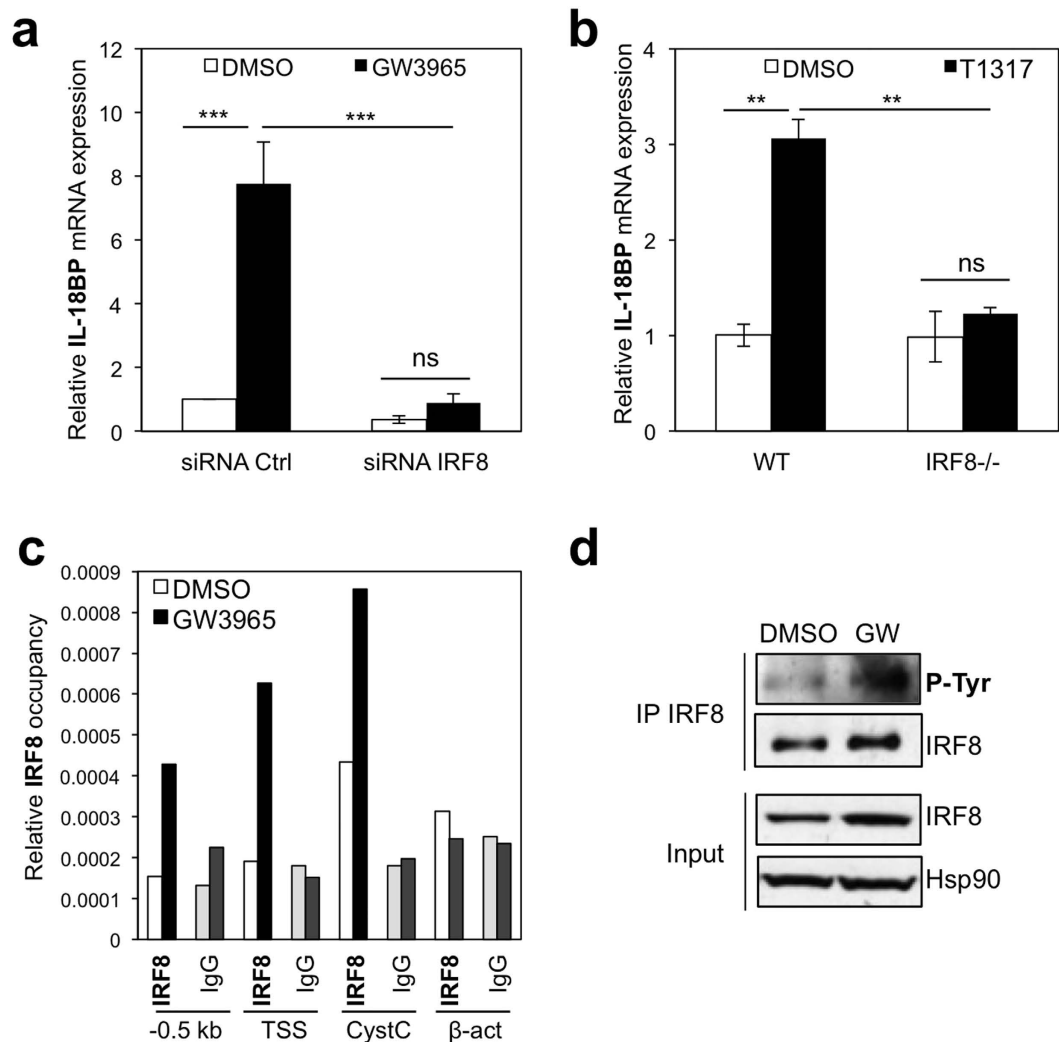 a
12
10
8
6
4
2
0
Relative IL-18BP mRNA expression
DMSO GW3965
*** ***
ns
siRNA Ctrl siRNA IRF8
b
4
3
2
1
0
Relative IL-18BP mRNA expression
DMSO T1317
** **
ns
WT IRF8-/-
c
0.0009
0.0008
0.0007
0.0006
0.0005
0.0004
0.0003
0.0002
0.0001
0
Relative IRF8 occupancy
DMSO
GW3965
IRF8 IgG IRF8 IgG IRF8 IgG IRF8 IgG
-0.5 kb TSS CystC β-act
d
DMSO GW
IP IRF8
P-Tyr
IRF8
Input
IRF8
Hsp90